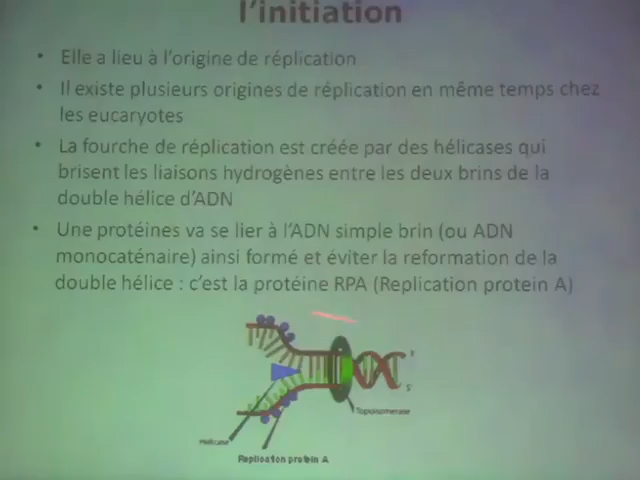 l'initiation
• Elle a lieu à l'origine de réplication
• Il existe plusieurs origines de réplication en même temps chez
les eucaryotes
• La fourche de réplication est créée par des hélicases qui
brisent les liaisons hydrogènes entre les deux brins de la
double hélice d'ADN
• Une protéines va se lier à l'ADN simple brin (ou ADN
monocaténaire) ainsi formé et éviter la reformation de la
double hélice : c'est la protéine RPA (Replication protein A)
Topoisomerase
Helicase
Replication protein A